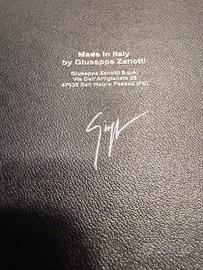 Made in Italy
by Giuseppe Zanotti
Giuseppe Zanotti S.p.A.
Via Dell'Artigianato 28
47030 San Mauro Pascoli (FC)